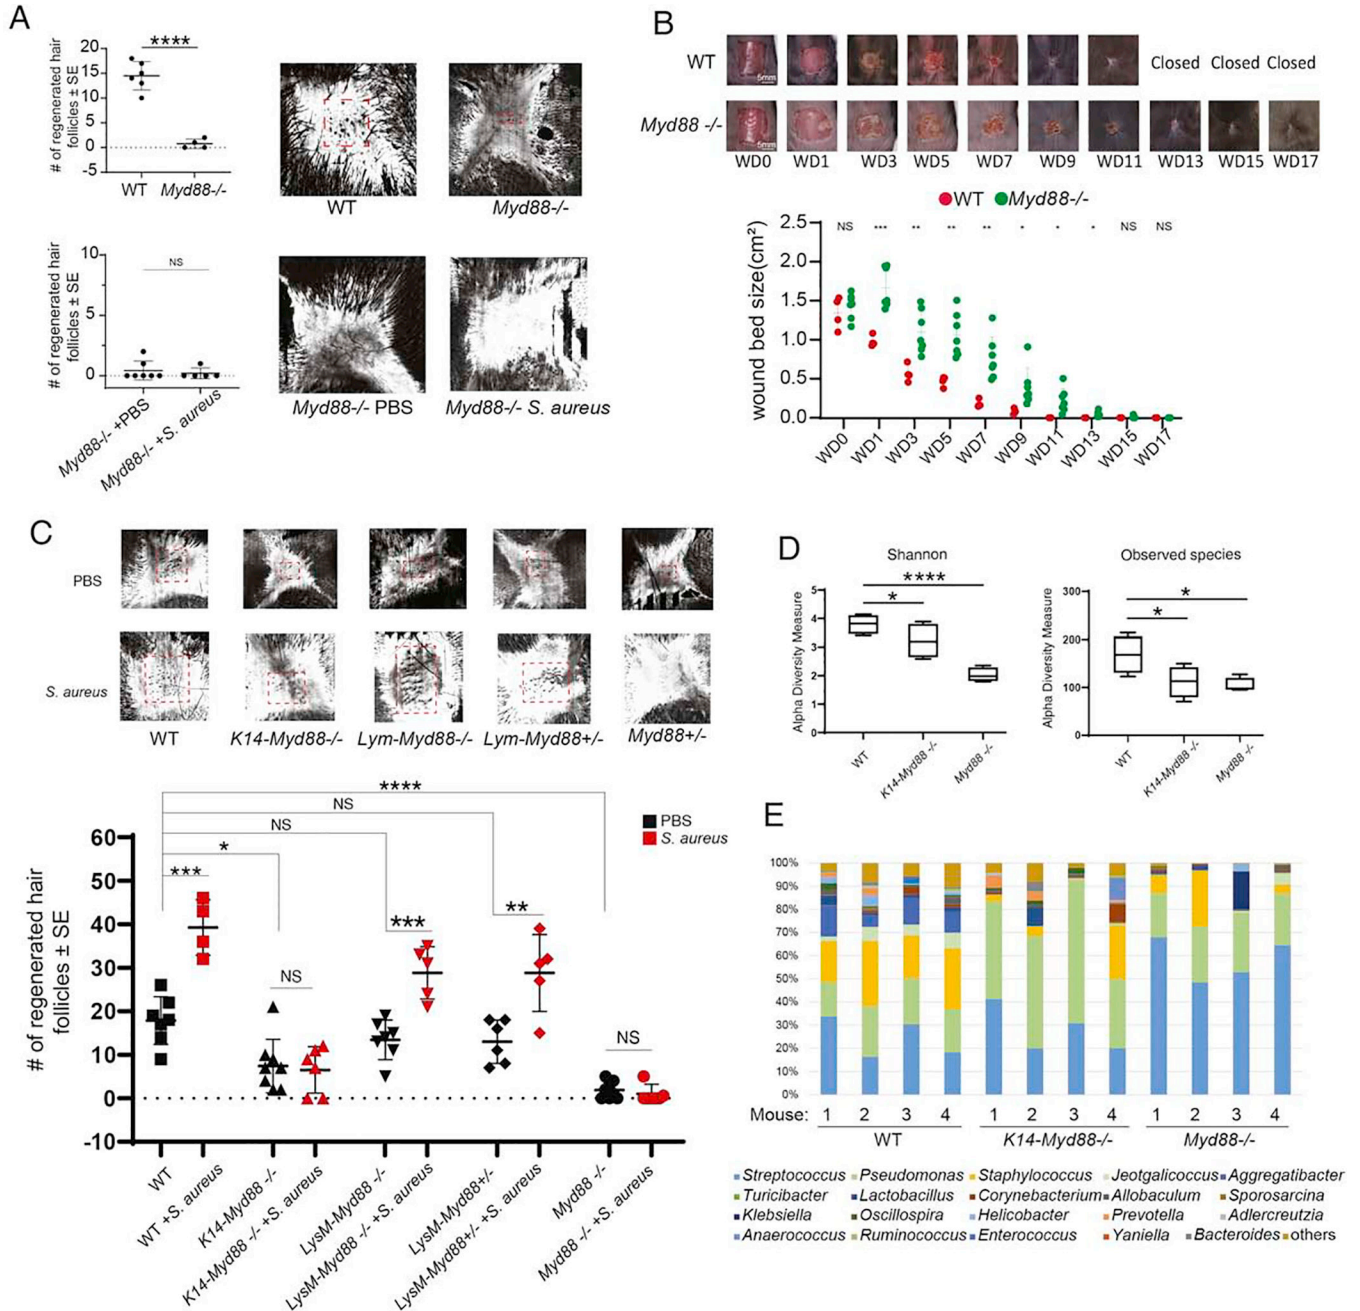 A
# of regenerated hair
follicles ± SE
20
15
10
5
0
-5
****
WT
Myd88-/-
WT
Myd88-/-
# of regenerated hair
follicles ± SE
10
5
0
NS
Myd88-/- +PBS
Myd88-/- +S. aureus
Myd88-/- PBS
Myd88-/- S. aureus
B
WT
5mm
Closed Closed Closed
Myd88 -/-
5mm
WD0 WD1 WD3 WD5 WD7 WD9 WD11 WD13 WD15 WD17
WT Myd88-/-
wound bed size(cm²)
2.5
2.0
1.5
1.0
0.5
0.0
NS *** ** ** ** * * * NS NS
WD0 WD1 WD3 WD5 WD7 WD9 WD11 WD13 WD15 WD17
C
PBS
S. aureus
WT K14-Myd88-/- Lym-Myd88-/- Lym-Myd88+/- Myd88+/-
# of regenerated hair
follicles ± SE
60
50
40
30
20
10
0
-10
****
NS
NS
*
***
NS
***
**
NS
PBS
S. aureus
WT
WT +S. aureus
K14-Myd88 -/-
K14-Myd88 -/- +S. aureus
LysM-Myd88 -/-
LysM-Myd88 -/- +S. aureus
LysM-Myd88+/-
LysM-Myd88+/- +S. aureus
Myd88 -/-
Myd88 -/- +S. aureus
D
Shannon
Alpha Diversity Measure
5
4
3
2
1
0
****
*
WT
K14-Myd88 -/-
Myd88 -/-
Observed species
Alpha Diversity Measure
300
200
100
0
*
*
WT
K14-Myd88 -/-
Myd88 -/-
E
100%
90%
80%
70%
60%
50%
40%
30%
20%
10%
0%
Mouse: 1 2 3 4 1 2 3 4 1 2 3 4
WT K14-Myd88-/- Myd88-/-
Streptococcus Pseudomonas Staphylococcus Jeotgalicoccus Aggregatibacter
Turicibacter Lactobacillus Corynebacterium Allobaculum Sporosarcina
Klebsiella Oscillospira Helicobacter Prevotella Adlercreutzia
Anaerococcus Ruminococcus Enterococcus Yaniella Bacteroides others